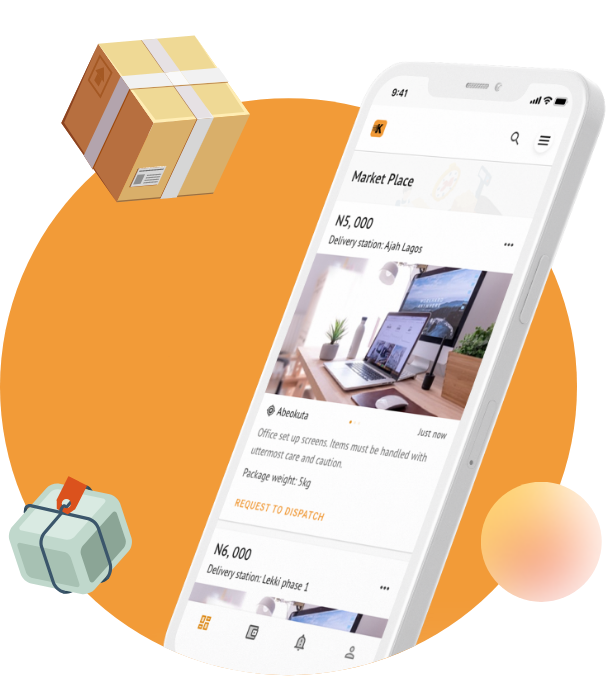 9:41
K
Market Place
N5, 000
Delivery station: Ajah Lagos
Abeokuta
Just now
Office set up screens. Items must be handled with
uttermost care and caution.
Package weight: 5kg
REQUEST TO DISPATCH
N6, 000
Delivery station: Lekki phase 1